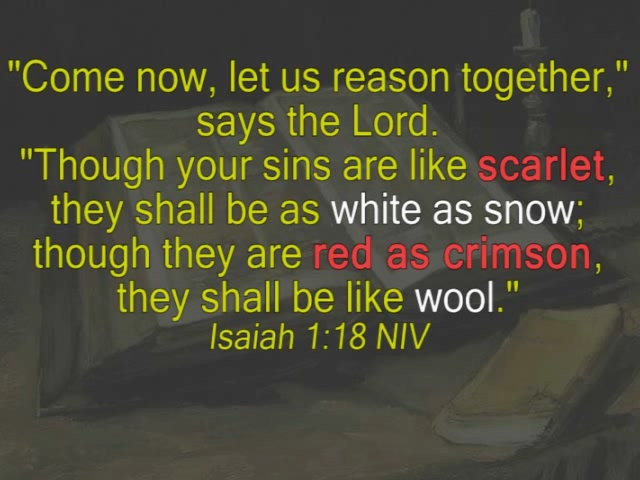 "Come now, let us reason together,"
says the Lord.
"Though your sins are like scarlet,
they shall be as white as snow;
though they are red as crimson,
they shall be like wool."
Isaiah 1:18 NIV